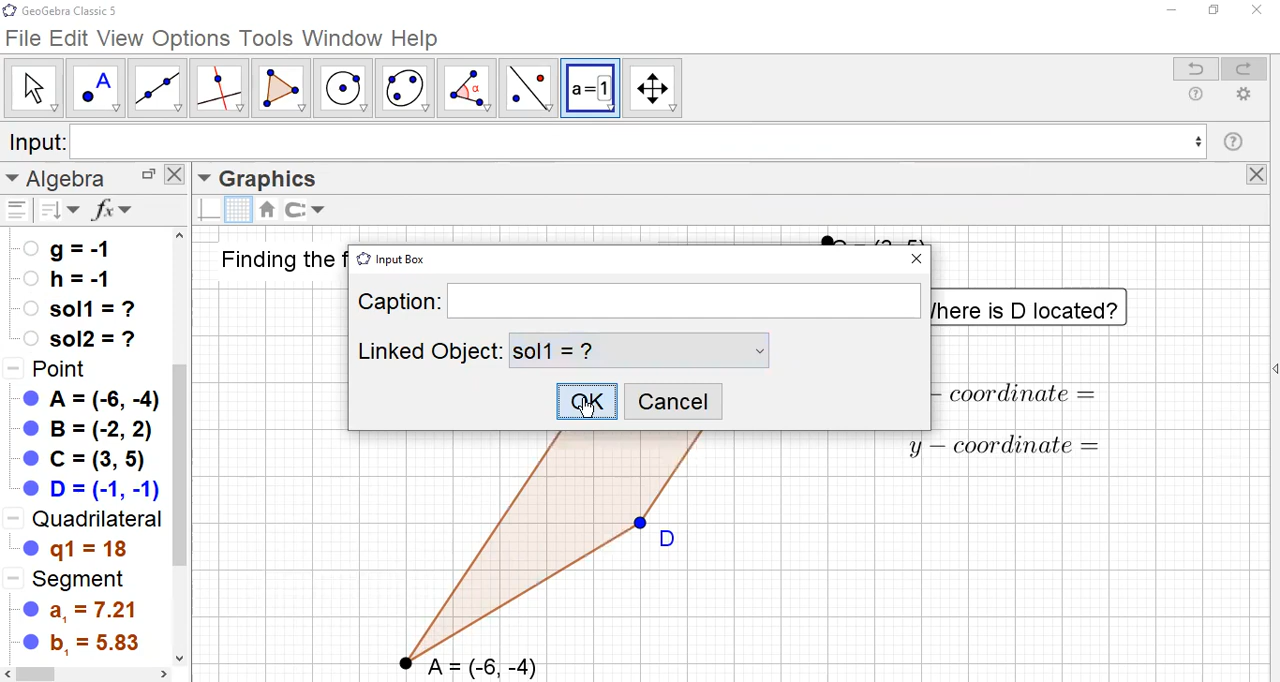 GeoGebra Classic 5
File Edit View Options Tools Window Help
A
α
a=1
Input:
Algebra
Graphics
fx
g = -1
h = -1
sol1 = ?
sol2 = ?
Point
A = (-6, -4)
B = (-2, 2)
C = (3, 5)
D = (-1, -1)
Quadrilateral
q1 = 18
Segment
a₁ = 7.21
b₁ = 5.83
Finding the f
Input Box
Caption:
Linked Object: sol1 = ?
OK Cancel
here is D located?
− coordinate =
y − coordinate =
D
A = (-6, -4)